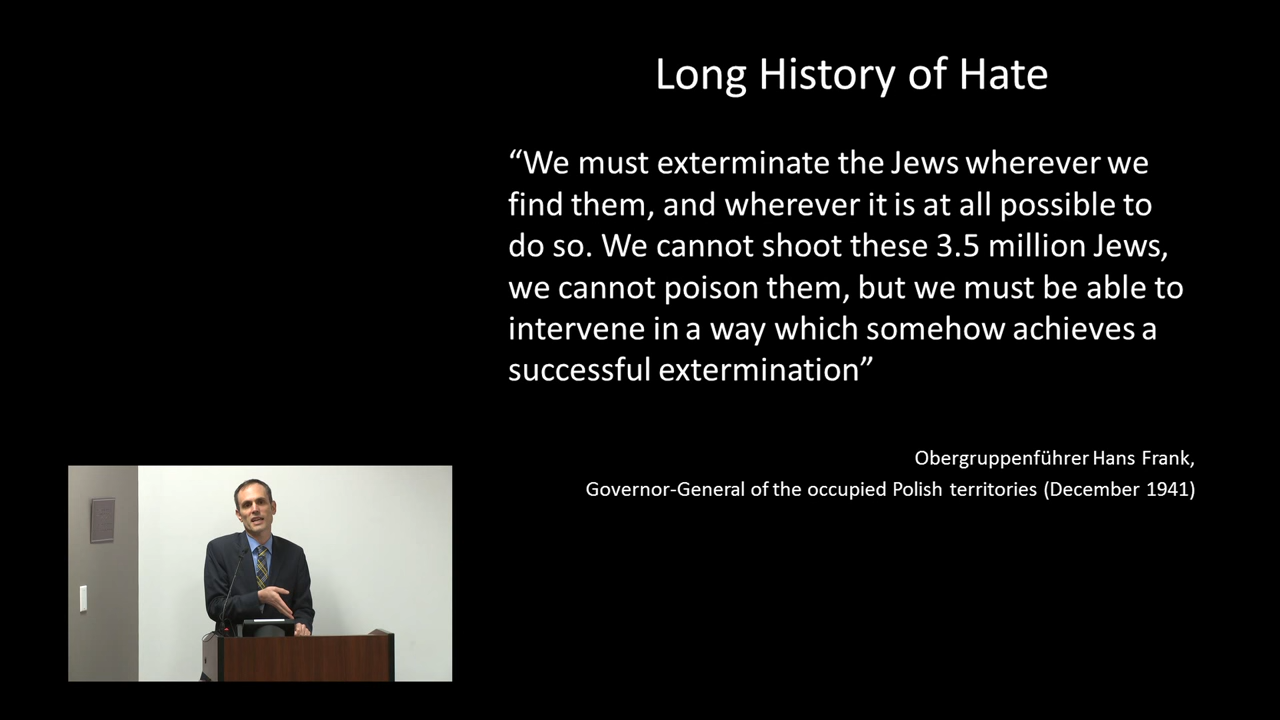 Long History of Hate
“We must exterminate the Jews wherever we
find them, and wherever it is at all possible to
do so. We cannot shoot these 3.5 million Jews,
we cannot poison them, but we must be able to
intervene in a way which somehow achieves a
successful extermination”
Obergruppenführer Hans Frank,
Governor-General of the occupied Polish territories (December 1941)